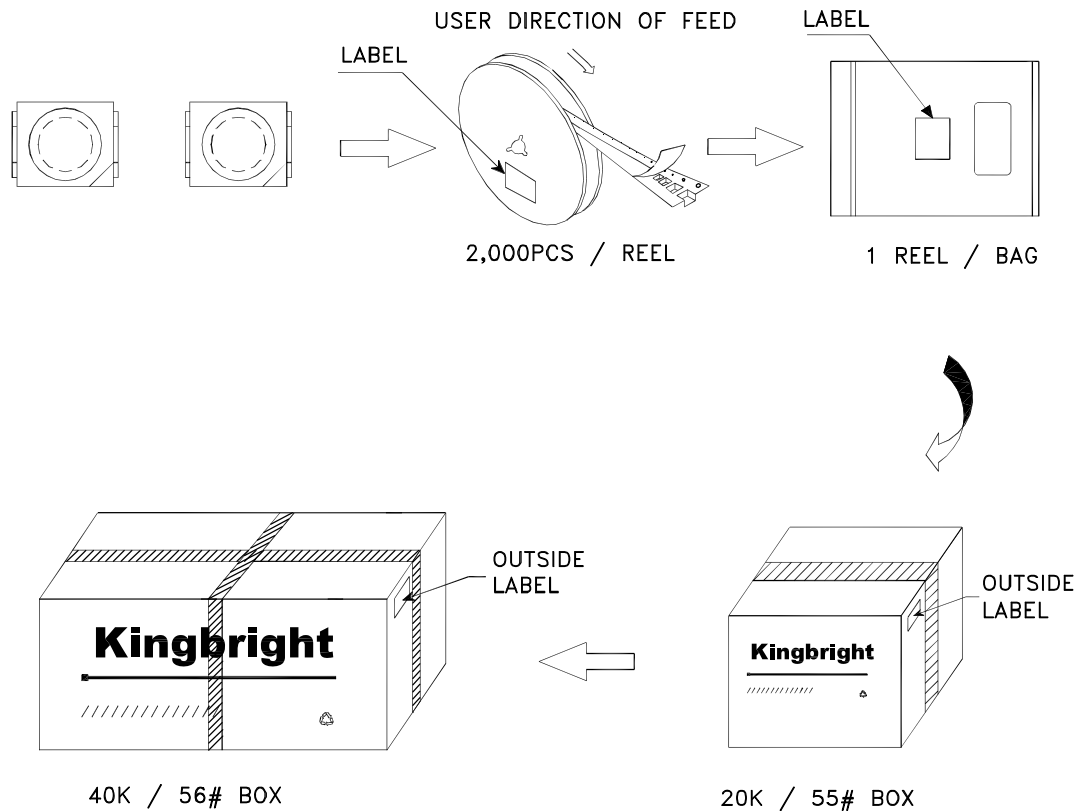 USER DIRECTION OF FEED
LABEL
LABEL
2,000PCS / REEL
1 REEL / BAG
OUTSIDE
LABEL
OUTSIDE
LABEL
Kingbright
Kingbright
40K / 56# BOX
20K / 55# BOX